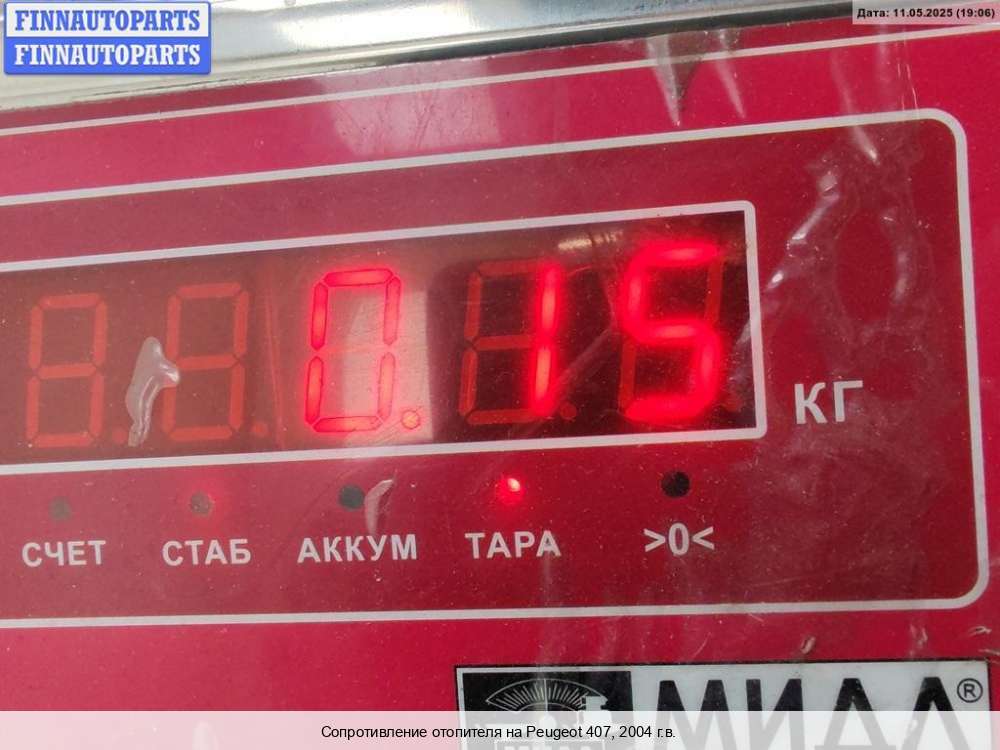 FINNAUTOPARTS
FINNAUTOPARTS
Дата: 11.05.2025 (19:06)
0.15
КГ
СЧЕТ СТАБ АККУМ ТАРА >0<
МИДЛ®
Сопротивление отопителя на Peugeot 407, 2004 г.в.